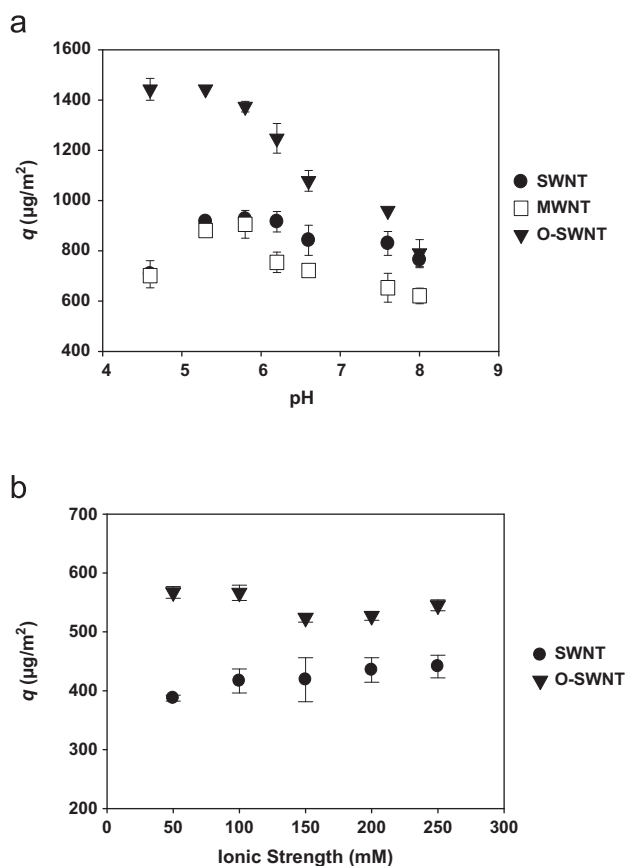 a
1600
1400
1200
1000
800
600
400
q (µg/m²)
4 5 6 7 8 9
pH
SWNT
MWNT
O-SWNT
b
700
600
500
400
300
200
q (µg/m²)
0 50 100 150 200 250 300
Ionic Strength (mM)
SWNT
O-SWNT